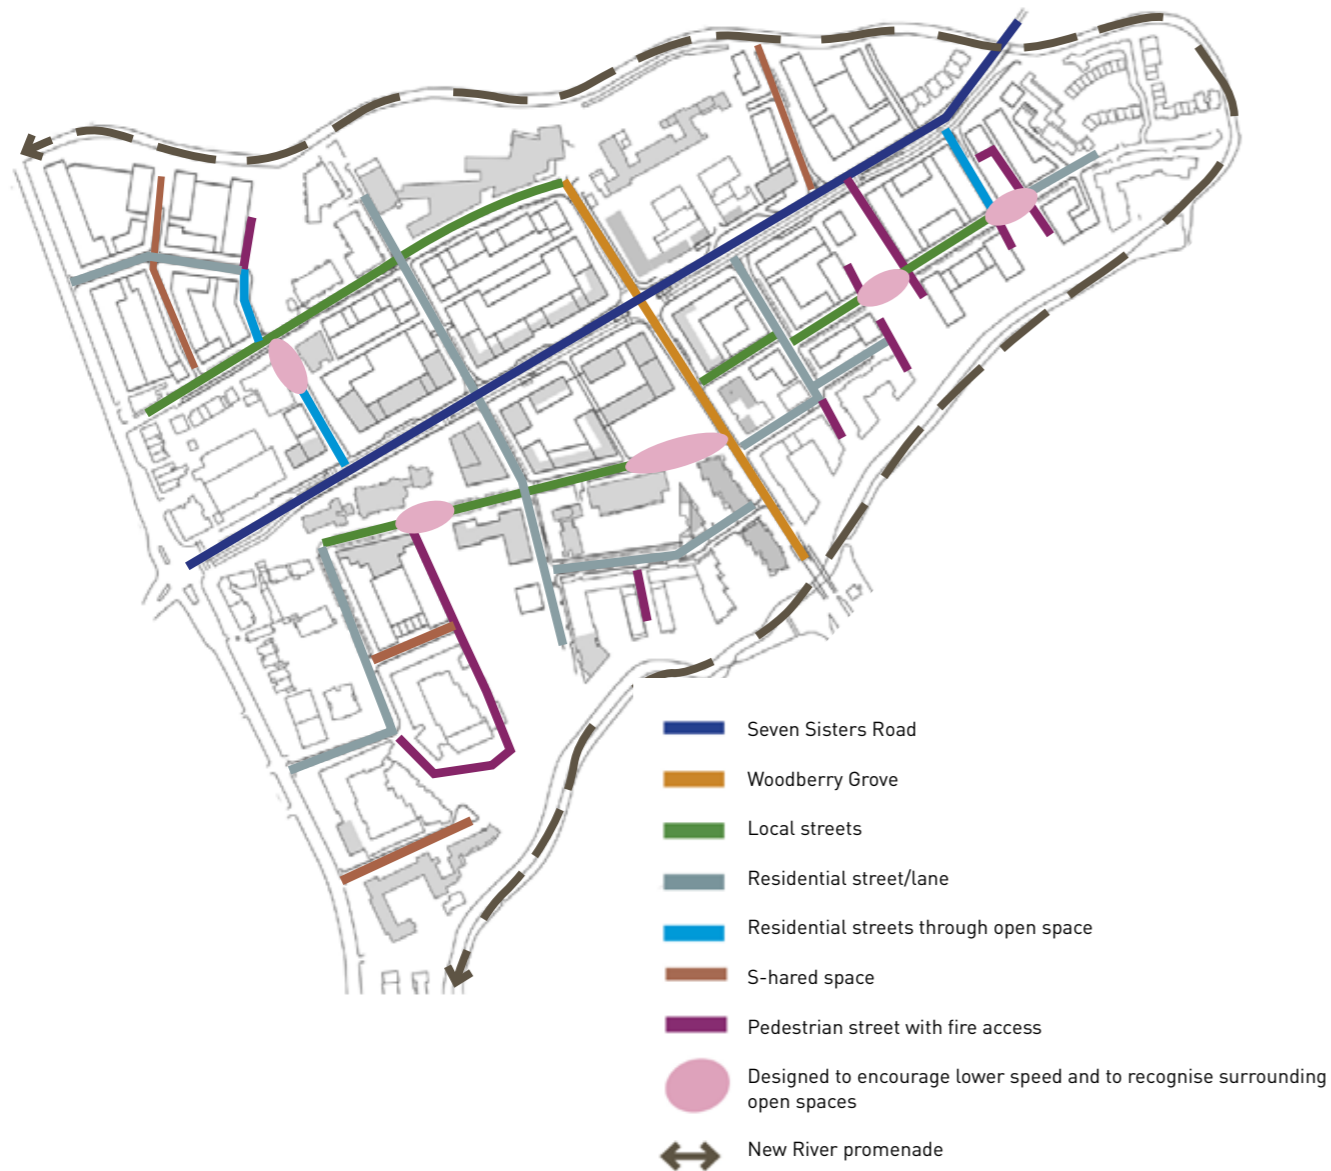 Seven Sisters Road
Woodberry Grove
Local streets
Residential street/lane
Residential streets through open space
S-hared space
Pedestrian street with fire access
Designed to encourage lower speed and to recognise surrounding
open spaces
New River promenade